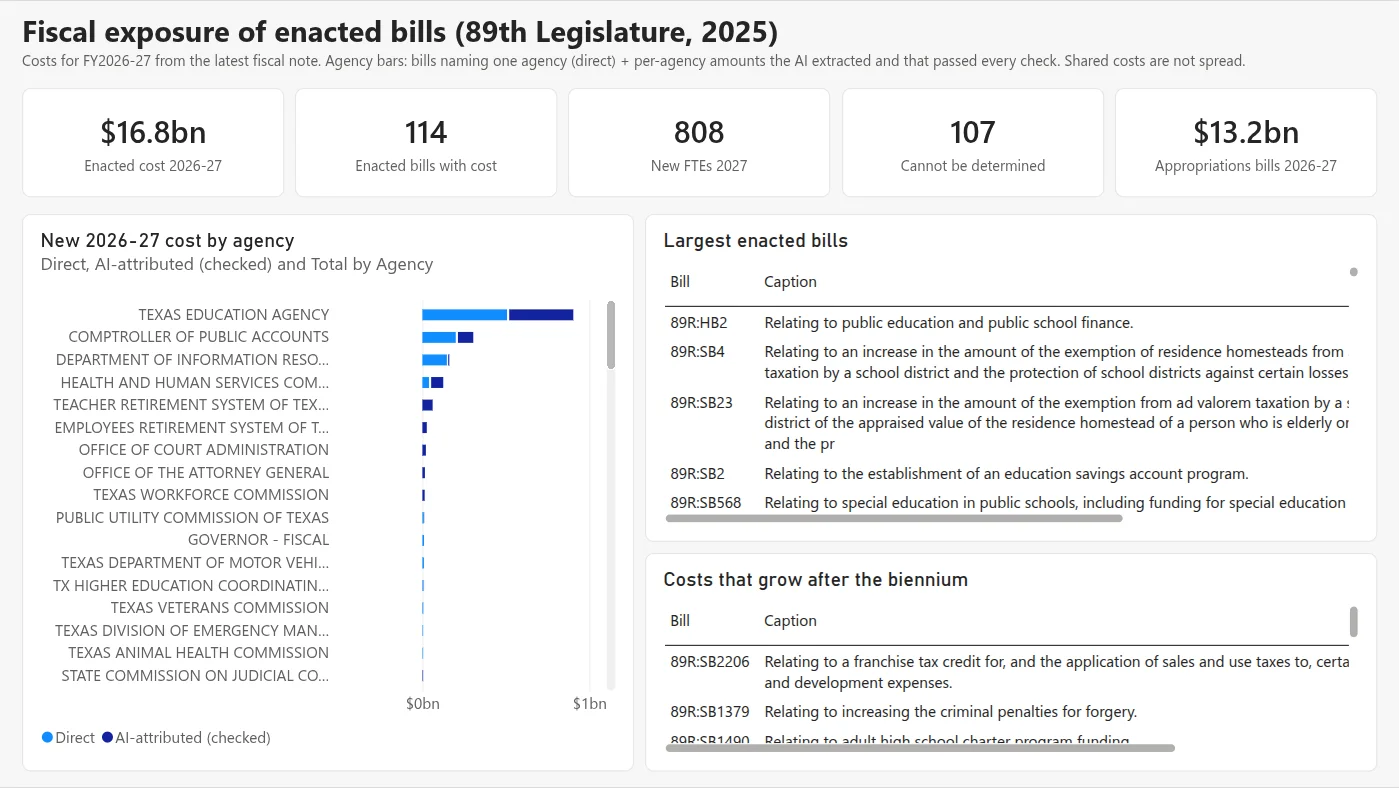 Fiscal exposure of enacted bills (89th Legislature, 2025)
Costs for FY2026-27 from the latest fiscal note. Agency bars: bills naming one agency (direct) + per-agency amounts the AI extracted and that passed every check. Shared costs are not spread.
$16.8bn
Enacted cost 2026-27
114
Enacted bills with cost
808
New FTEs 2027
107
Cannot be determined
$13.2bn
Appropriations bills 2026-27
New 2026-27 cost by agency
Direct, AI-attributed (checked) and Total by Agency
TEXAS EDUCATION AGENCY
COMPTROLLER OF PUBLIC ACCOUNTS
DEPARTMENT OF INFORMATION RESO...
HEALTH AND HUMAN SERVICES COM...
TEACHER RETIREMENT SYSTEM OF TEX...
EMPLOYEES RETIREMENT SYSTEM OF T...
OFFICE OF COURT ADMINISTRATION
OFFICE OF THE ATTORNEY GENERAL
TEXAS WORKFORCE COMMISSION
PUBLIC UTILITY COMMISSION OF TEXAS
GOVERNOR - FISCAL
TEXAS DEPARTMENT OF MOTOR VEHI...
TX HIGHER EDUCATION COORDINATIN...
TEXAS VETERANS COMMISSION
TEXAS DIVISION OF EMERGENCY MAN...
TEXAS ANIMAL HEALTH COMMISSION
STATE COMMISSION ON JUDICIAL CO...
$0bn $1bn
Direct AI-attributed (checked)
Largest enacted bills
Bill Caption
89R:HB2 Relating to public education and public school finance.
89R:SB4 Relating to an increase in the amount of the exemption of residence homesteads from
taxation by a school district and the protection of school districts against certain losses
89R:SB23 Relating to an increase in the amount of the exemption from ad valorem taxation by a
district of the appraised value of the residence homestead of a person who is elderly or
and the pr
89R:SB2 Relating to the establishment of an education savings account program.
89R:SB568 Relating to special education in public schools, including funding for special education
Costs that grow after the biennium
Bill Caption
89R:SB2206 Relating to a franchise tax credit for, and the application of sales and use taxes to, certa
and development expenses.
89R:SB1379 Relating to increasing the criminal penalties for forgery.
89R:SB1490 Relating to adult high school charter program funding.